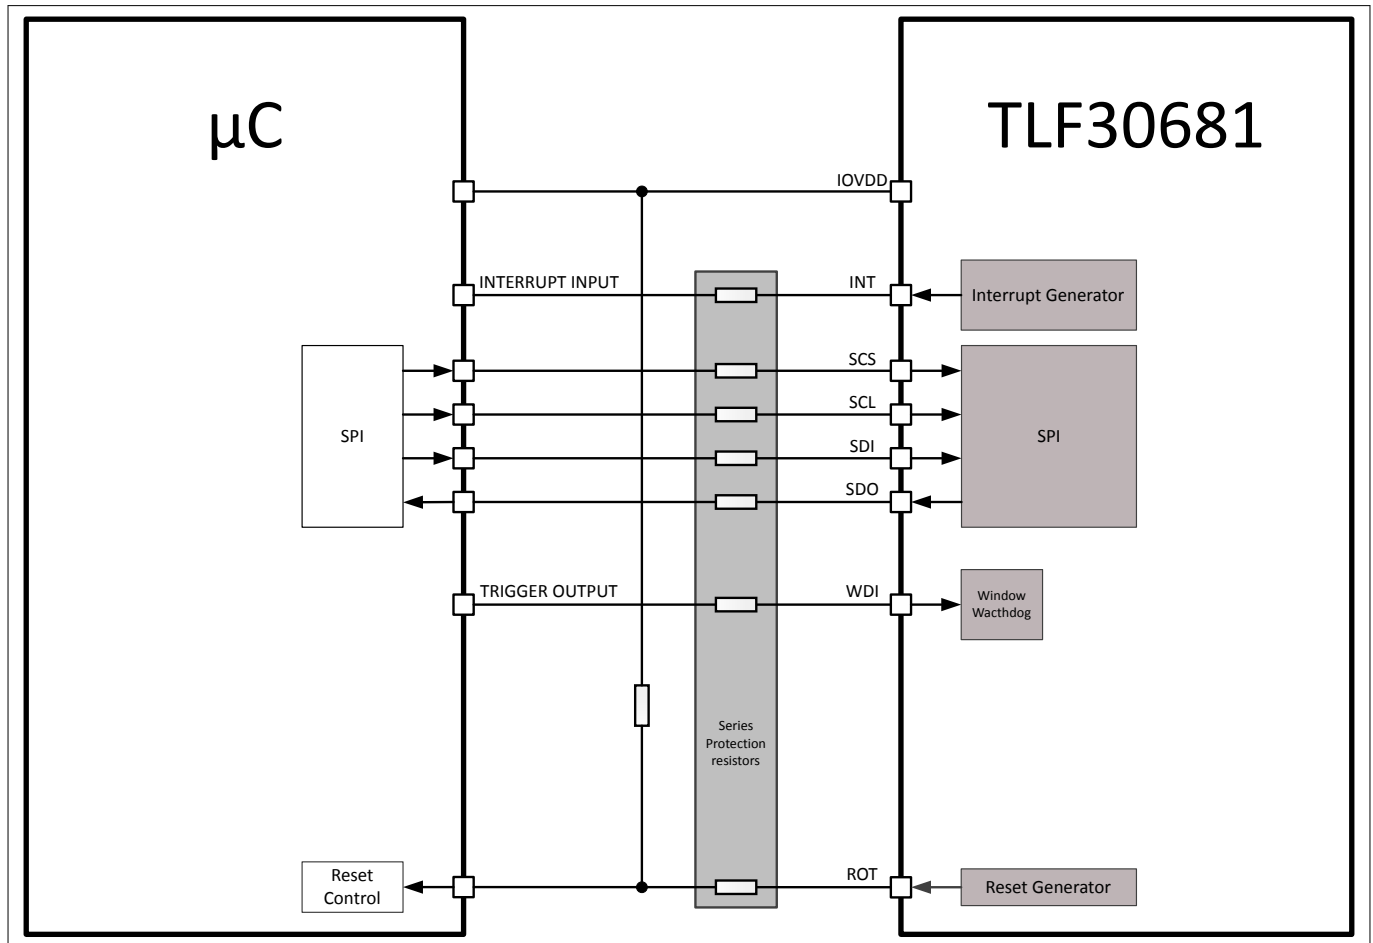 µC
TLF30681
IOVDD
INTERRUPT INPUT
INT
Interrupt Generator
SCS
SCL
SPI
SPI
SDI
SDO
TRIGGER OUTPUT
WDI
Window
Wacthdog
Series
Protection
resistors
Reset
Control
ROT
Reset Generator